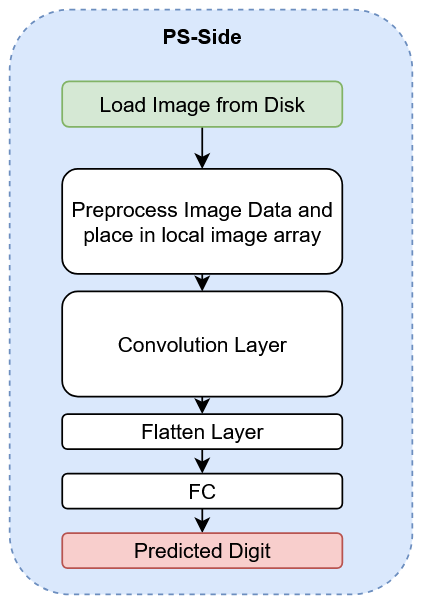 PS-Side
Load Image from Disk
Preprocess Image Data and
place in local image array
Convolution Layer
Flatten Layer
FC
Predicted Digit